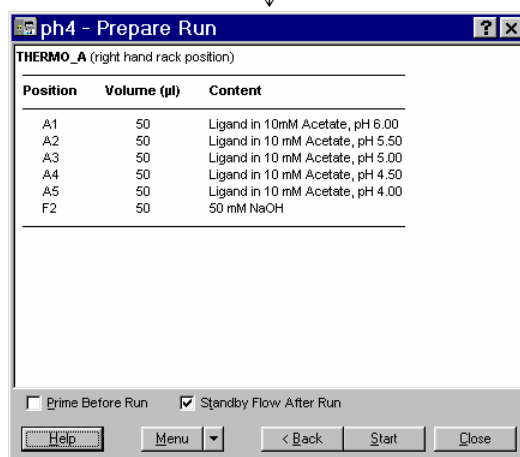 ph4 - Prepare Run
THERMO_A (right hand rack position)
Position Volume (µl) Content
A1 50 Ligand in 10mM Acetate, pH 6.00
A2 50 Ligand in 10 mM Acetate, pH 5.50
A3 50 Ligand in 10 mM Acetate, pH 5.00
A4 50 Ligand in 10 mM Acetate, pH 4.50
A5 50 Ligand in 10 mM Acetate, pH 4.00
F2 50 50 mM NaOH
Prime Before Run Standby Flow After Run
Help Menu < Back Start Close